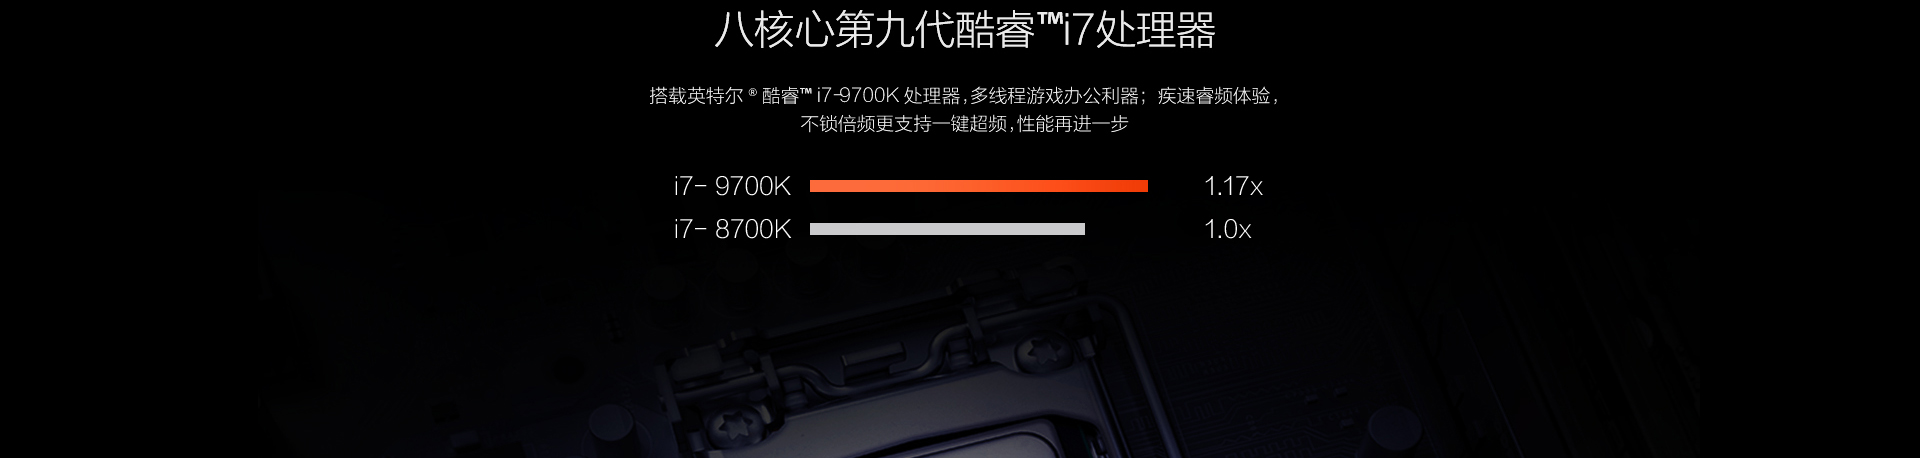 八核心第九代酷睿™i7处理器
搭载英特尔 ® 酷睿™ i7-9700K 处理器,多线程游戏办公利器；疾速睿频体验,
不锁倍频更支持一键超频,性能再进一步
i7- 9700K 1.17x
i7- 8700K 1.0x